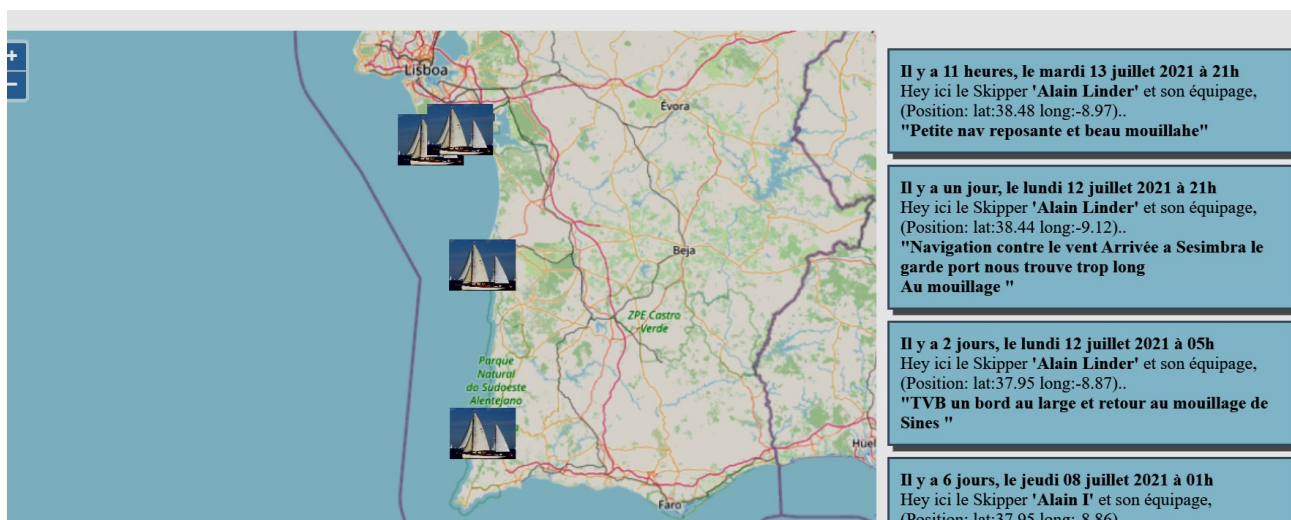 +
−
Lisboa
Évora
Beja
ZPE Castro
Verde
Parque
Natural
do Sudoeste
Alentejano
Faro
Il y a 11 heures, le mardi 13 juillet 2021 à 21h
Hey ici le Skipper 'Alain Linder' et son équipage,
(Position: lat:38.48 long:-8.97)..
"Petite nav reposante et beau mouillahe"
Il y a un jour, le lundi 12 juillet 2021 à 21h
Hey ici le Skipper 'Alain Linder' et son équipage,
(Position: lat:38.44 long:-9.12)..
"Navigation contre le vent Arrivée a Sesimbra le
garde port nous trouve trop long
Au mouillage "
Il y a 2 jours, le lundi 12 juillet 2021 à 05h
Hey ici le Skipper 'Alain Linder' et son équipage,
(Position: lat:37.95 long:-8.87)..
"TVB un bord au large et retour au mouillage de
Sines "
Il y a 6 jours, le jeudi 08 juillet 2021 à 01h
Hey ici le Skipper 'Alain I' et son équipage,
(Position: lat:37.95 long:-8.86)